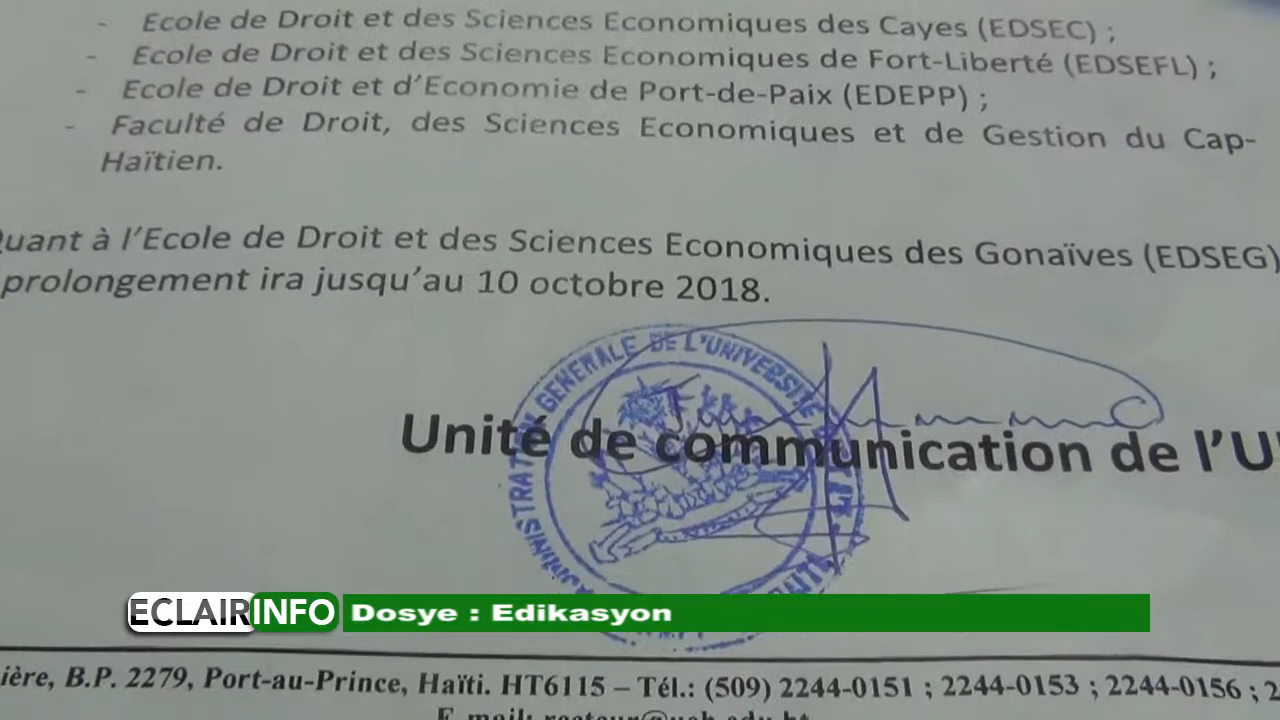 - Ecole de Droit et des Sciences Economiques des Cayes (EDSEC) ;
- Ecole de Droit et des Sciences Economiques de Fort-Liberté (EDSEFL) ;
- Ecole de Droit et d'Economie de Port-de-Paix (EDEPP) ;
- Faculté de Droit, des Sciences Economiques et de Gestion du Cap-
Haïtien.
Quant à l'Ecole de Droit et des Sciences Economiques des Gonaïves (EDSEG)
prolongement ira jusqu'au 10 octobre 2018.
GENERALE DE L'UNIVERSITE
Unité de communication de l'U
ECLAIRINFO Dosye : Edikasyon
ière, B.P. 2279, Port-au-Prince, Haïti. HT6115 – Tél.: (509) 2244-0151 ; 2244-0153 ; 2244-0156 ; 2